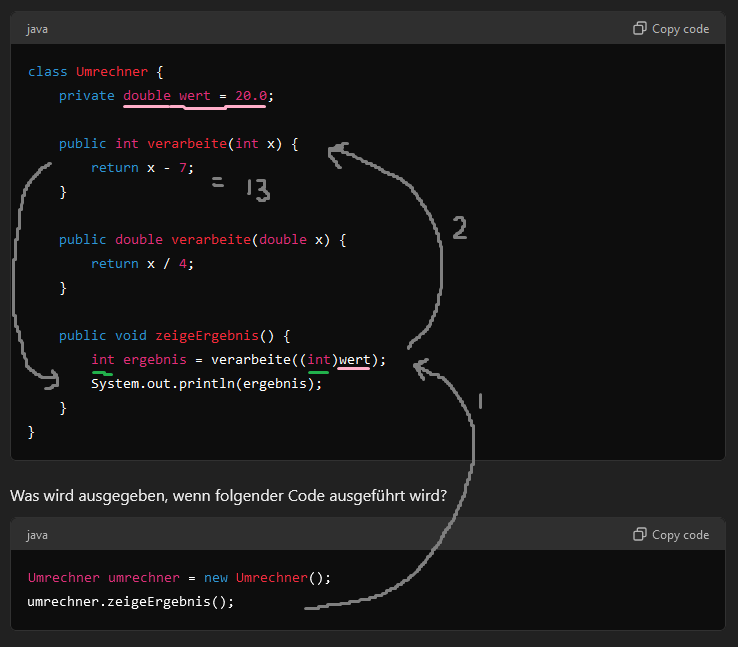 java
Copy code
class Umrechner {
private double wert = 20.0;
public int verarbeite(int x) {
return x - 7;
= 13
}
2
public double verarbeite(double x) {
return x / 4;
}
public void zeigeErgebnis() {
int ergebnis = verarbeite((int)wert);
System.out.println(ergebnis);
1
}
}
Was wird ausgegeben, wenn folgender Code ausgeführt wird?
java
Copy code
Umrechner umrechner = new Umrechner();
umrechner.zeigeErgebnis();